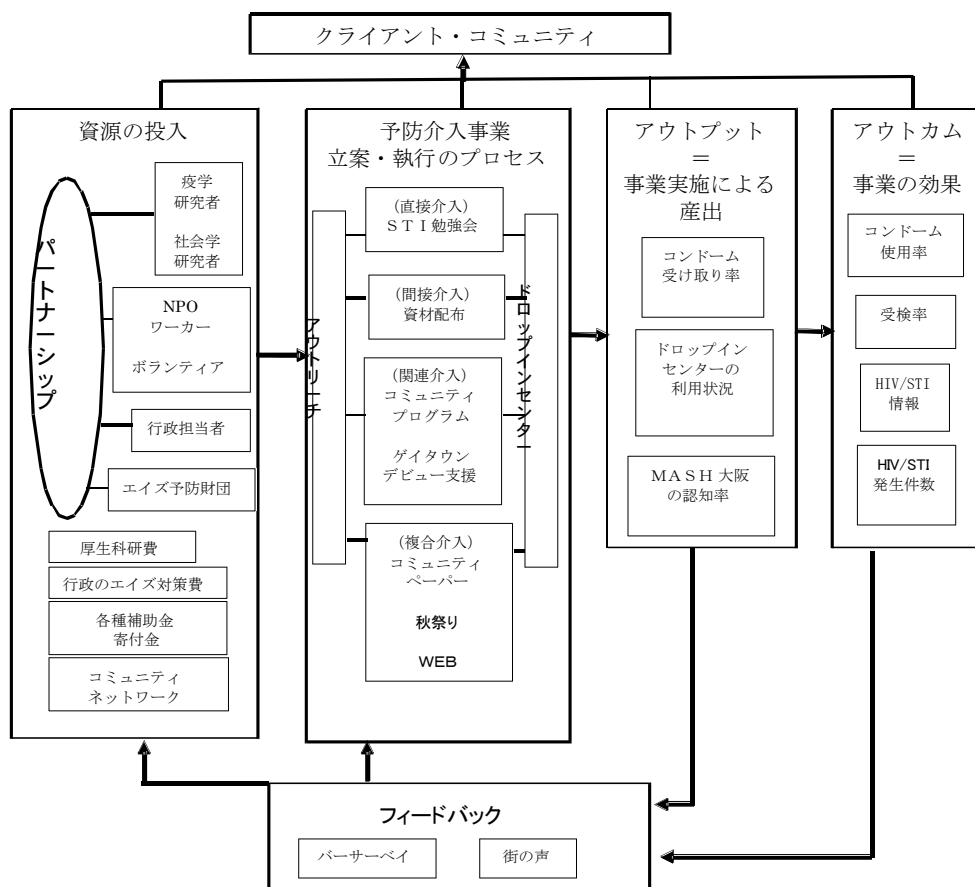 クライアント・コミュニティ
資源の投入
パートナーシップ
疫学
研究者
社会学
研究者
NPO
ワーカー
ボランティア
行政担当者
エイズ予防財団
厚生科研費
行政のエイズ対策費
各種補助金
寄付金
コミュニティ
ネットワーク
予防介入事業
立案・執行のプロセス
アウトリーチ
(直接介入)
ＳＴＩ勉強会
(間接介入)
資材配布
(関連介入)
コミュニティ
プログラム
ゲイタウン
デビュー支援
(複合介入)
コミュニティ
ペーパー
秋祭り
WEB
ドロップインセンター
アウトプット
＝
事業実施による
産出
コンドーム
受け取り率
ドロップイン
センターの
利用状況
ＭＡＳＨ大阪
の認知率
アウトカム
＝
事業の効果
コンドーム
使用率
受検率
HIV/STI
情報
HIV/STI
発生件数
フィードバック
バーサーベイ
街の声